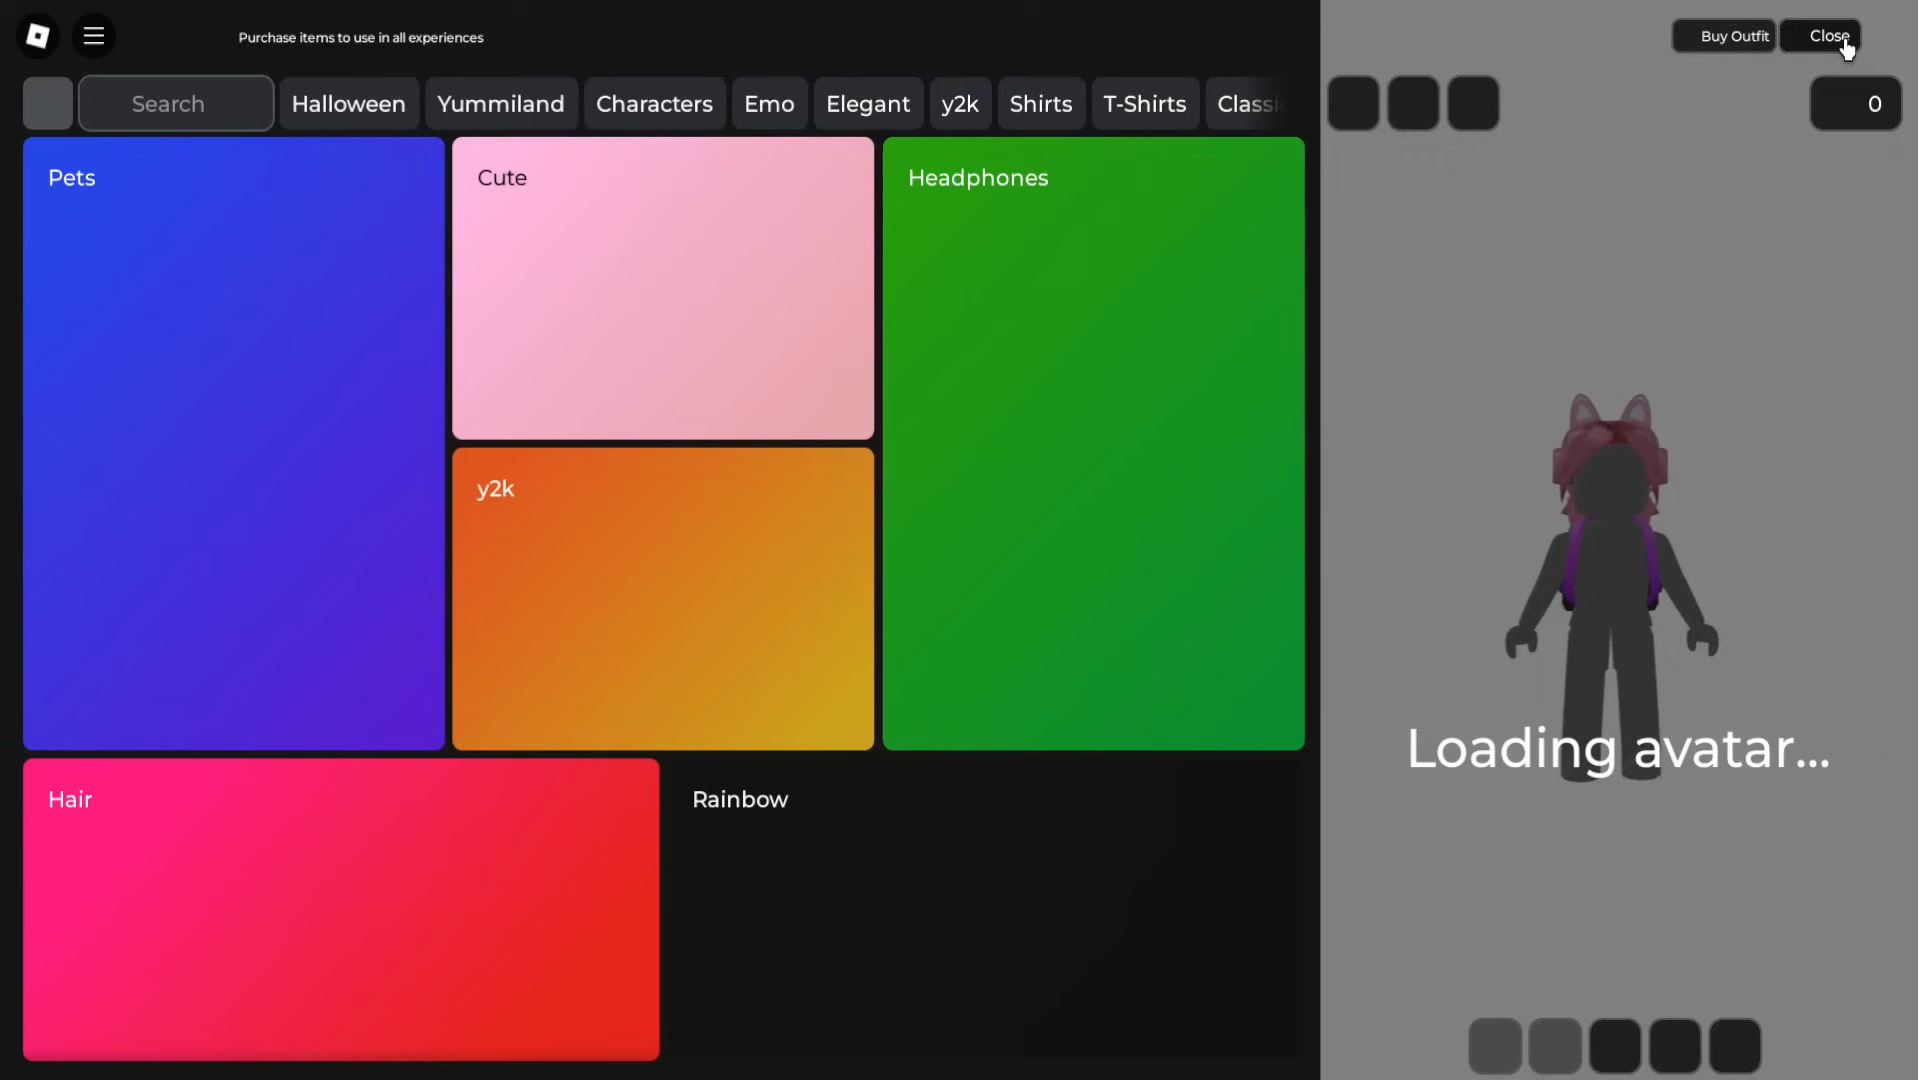 Purchase items to use in all experiences
Buy Outfit
Close
Search
Halloween
Yummiland
Characters
Emo
Elegant
y2k
Shirts
T-Shirts
Classi
0
Pets
Cute
Headphones
y2k
Loading avatar...
Hair
Rainbow